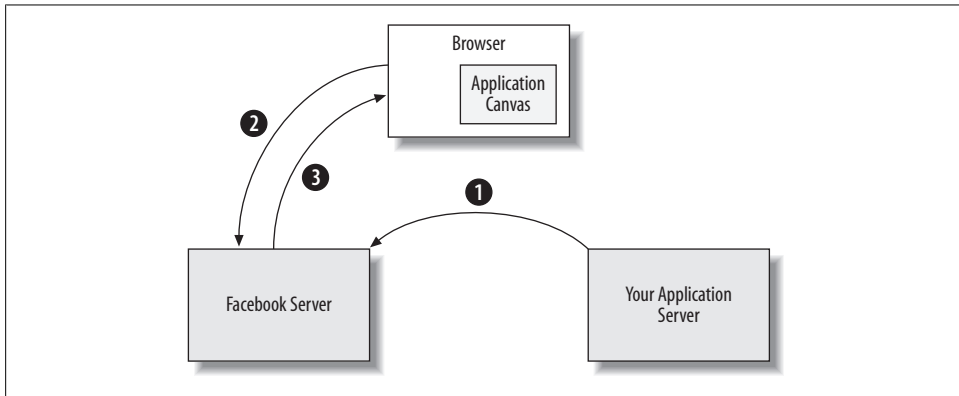 Browser
Application
Canvas
2
3
1
Facebook Server
Your Application
Server